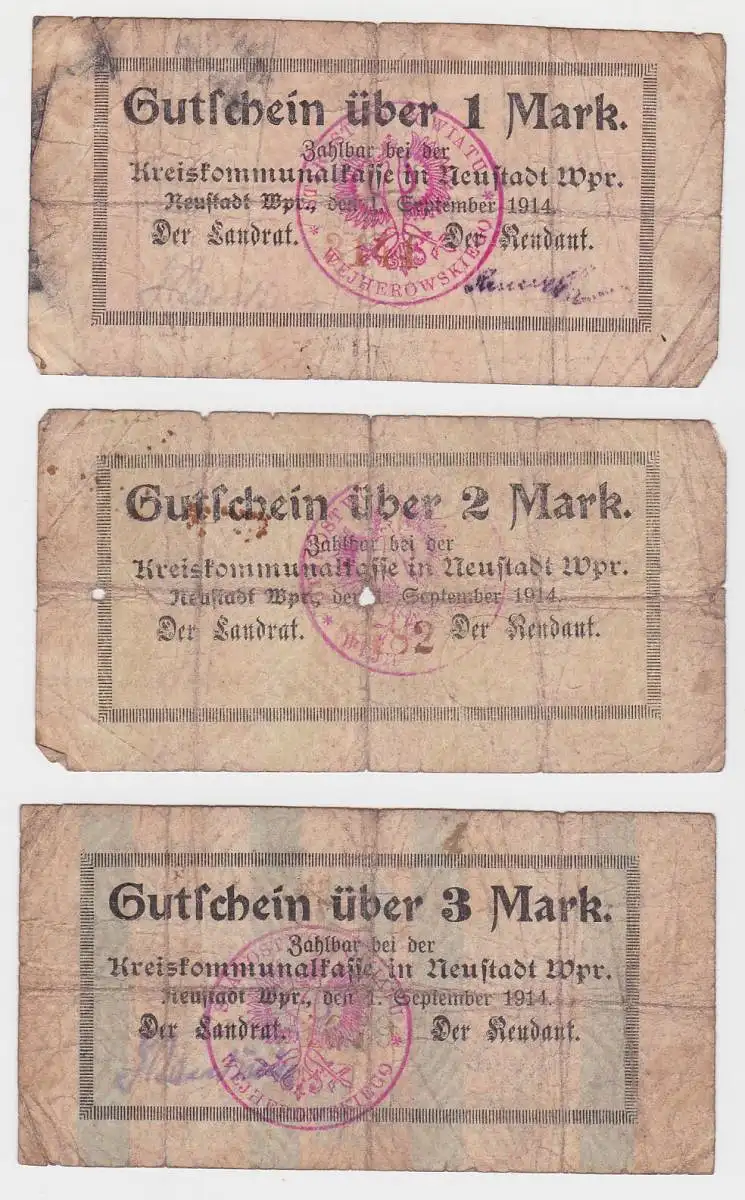 Gutschein über 1 Mark.
Zahlbar bei der
Kreiskommunalkasse in Neustadt Wpr.
Neustadt Wpr., den 1. September 1914.
Der Landrat. Der Rendant.
WEJHEROWSKIEGO
Gutschein über 2 Mark.
Zahlbar bei der
Kreiskommunalkasse in Neustadt Wpr.
Neustadt Wpr., den 1. September 1914.
Der Landrat. Der Rendant.
Gutschein über 3 Mark.
Zahlbar bei der
Kreiskommunalkasse in Neustadt Wpr.
Neustadt Wpr., den 1. September 1914.
Der Landrat. Der Rendant.